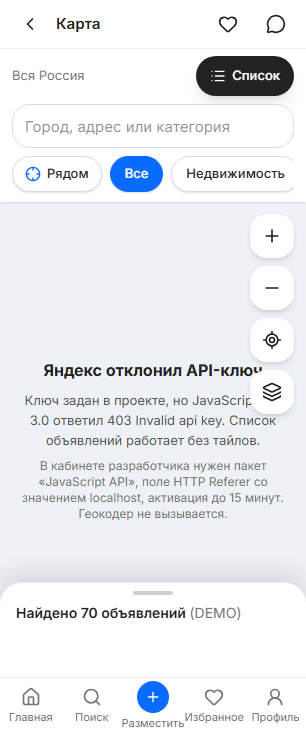 Карта
Вся Россия
Список
Город, адрес или категория
Рядом
Все
Недвижимость
Яндекс отклонил API-ключ
Ключ задан в проекте, но JavaScript
3.0 ответил 403 Invalid api key. Список
объявлений работает без тайлов.
В кабинете разработчика нужен пакет
«JavaScript API», поле HTTP Referer со
значением localhost, активация до 15 минут.
Геокодер не вызывается.
Найдено 70 объявлений (DEMO)
Главная
Поиск
Разместить
Избранное
Профиль